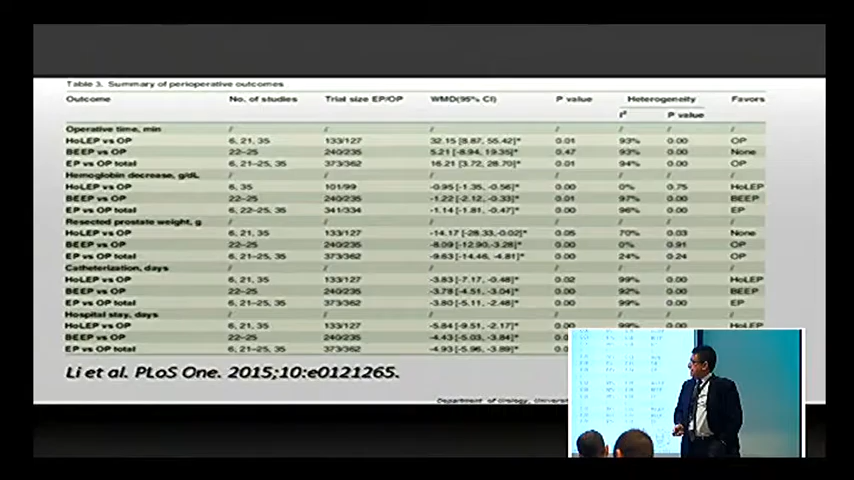 Table 3. Summary of perioperative outcomes
Outcome No. of studies Trial size EP/OP WMD(95% CI) P value Heterogeneity Favors
I² P value
Operative time, min / / / / / / /
HoLEP vs OP 6, 21, 35 133/127 32.15 [8.87, 55.42]* 0.01 93% 0.00 OP
BEEP vs OP 22–25 240/235 5.21 [-8.94, 19.35]* 0.47 93% 0.00 None
EP vs OP total 6, 21–25, 35 373/362 16.21 [3.72, 28.70]* 0.01 94% 0.00 OP
Hemoglobin decrease, g/dL / / / / / / /
HoLEP vs OP 6, 35 101/99 -0.95 [-1.35, -0.56]* 0.00 0% 0.75 HoLEP
BEEP vs OP 22–25 240/235 -1.22 [-2.12, -0.33]* 0.01 97% 0.00 BEEP
EP vs OP total 6, 22–25, 35 341/334 -1.14 [-1.81, -0.47]* 0.00 96% 0.00 EP
Resected prostate weight, g / / / / / / /
HoLEP vs OP 6, 21, 35 133/127 -14.17 [-28.33,-0.02]* 0.05 70% 0.03 None
BEEP vs OP 22–25 240/235 -8.09 [-12.90,-3.28]* 0.00 0% 0.91 OP
EP vs OP total 6, 21–25, 35 373/362 -9.63 [-14.46, -4.81]* 0.00 24% 0.24 OP
Catheterization, days / / / / / / /
HoLEP vs OP 6, 21, 35 133/127 -3.83 [-7.17, -0.48]* 0.02 99% 0.00 HoLEP
BEEP vs OP 22–25 240/235 -3.78 [-4.51, -3.04]* 0.00 92% 0.00 BEEP
EP vs OP total 6, 21–25, 35 373/362 -3.80 [-5.11, -2.48]* 0.00 99% 0.00 EP
Hospital stay, days / / / / / / /
HoLEP vs OP 6, 21, 35 133/127 -5.84 [-9.51, -2.17]* 0.00 99% 0.00 HoLEP
BEEP vs OP 22–25 240/235 -4.43 [-5.03, -3.84]*
EP vs OP total 6, 21–25, 35 373/362 -4.93 [-5.96, -3.89]*
Li et al. PLoS One. 2015;10:e0121265.
Department of Urology,